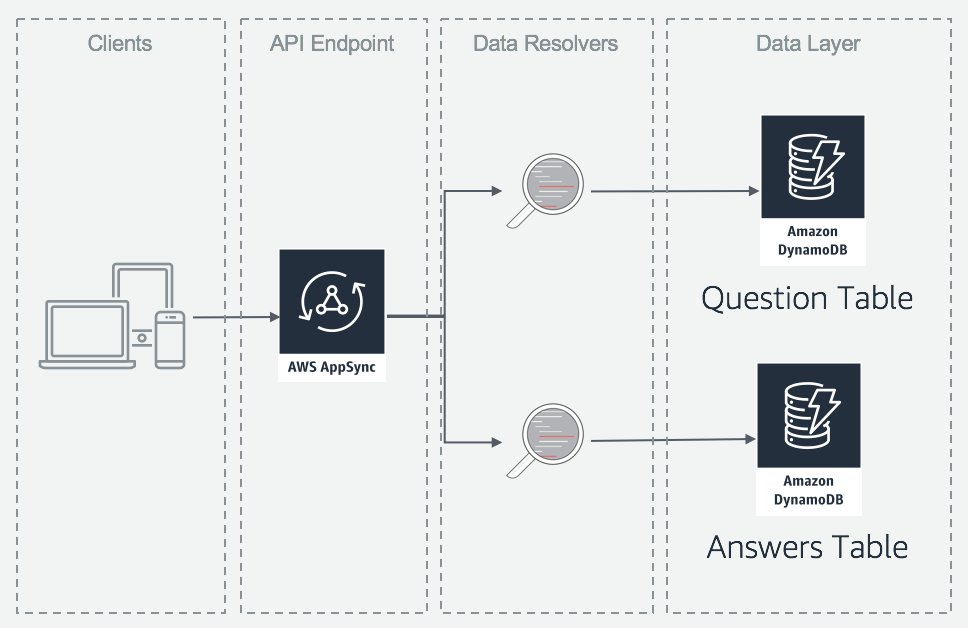 Clients
API Endpoint
Data Resolvers
Data Layer
Amazon
DynamoDB
Question Table
AWS AppSync
Amazon
DynamoDB
Answers Table